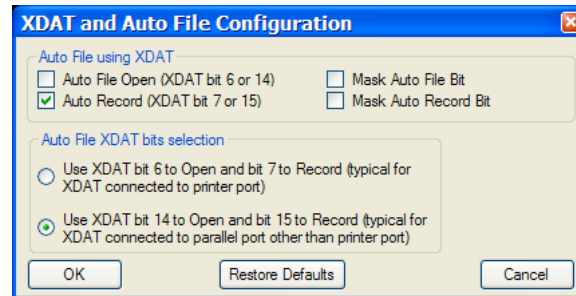 XDAT and Auto File Configuration
Auto File using XDAT
Auto File Open (XDAT bit 6 or 14)
Mask Auto File Bit
Auto Record (XDAT bit 7 or 15)
Mask Auto Record Bit
Auto File XDAT bits selection
Use XDAT bit 6 to Open and bit 7 to Record (typical for
XDAT connected to printer port)
Use XDAT bit 14 to Open and bit 15 to Record (typical for
XDAT connected to parallel port other than printer port)
OK
Restore Defaults
Cancel